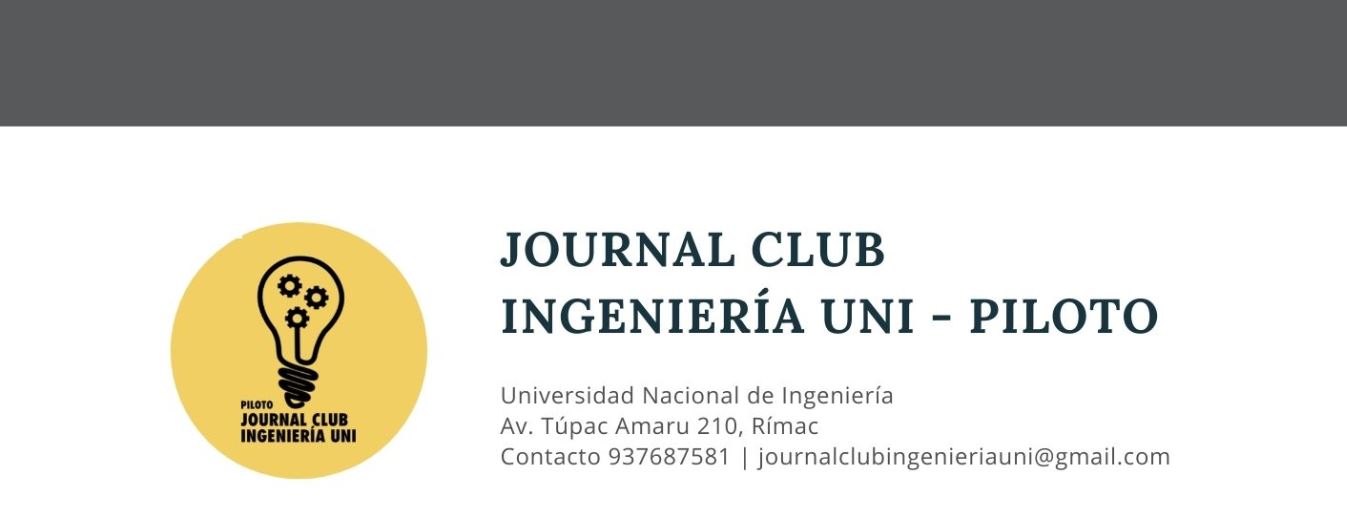 PILOTO
JOURNAL CLUB
INGENIERÍA UNI
JOURNAL CLUB
INGENIERÍA UNI - PILOTO
Universidad Nacional de Ingeniería
Av. Túpac Amaru 210, Rímac
Contacto 937687581 | journalclubingenieriauni@gmail.com